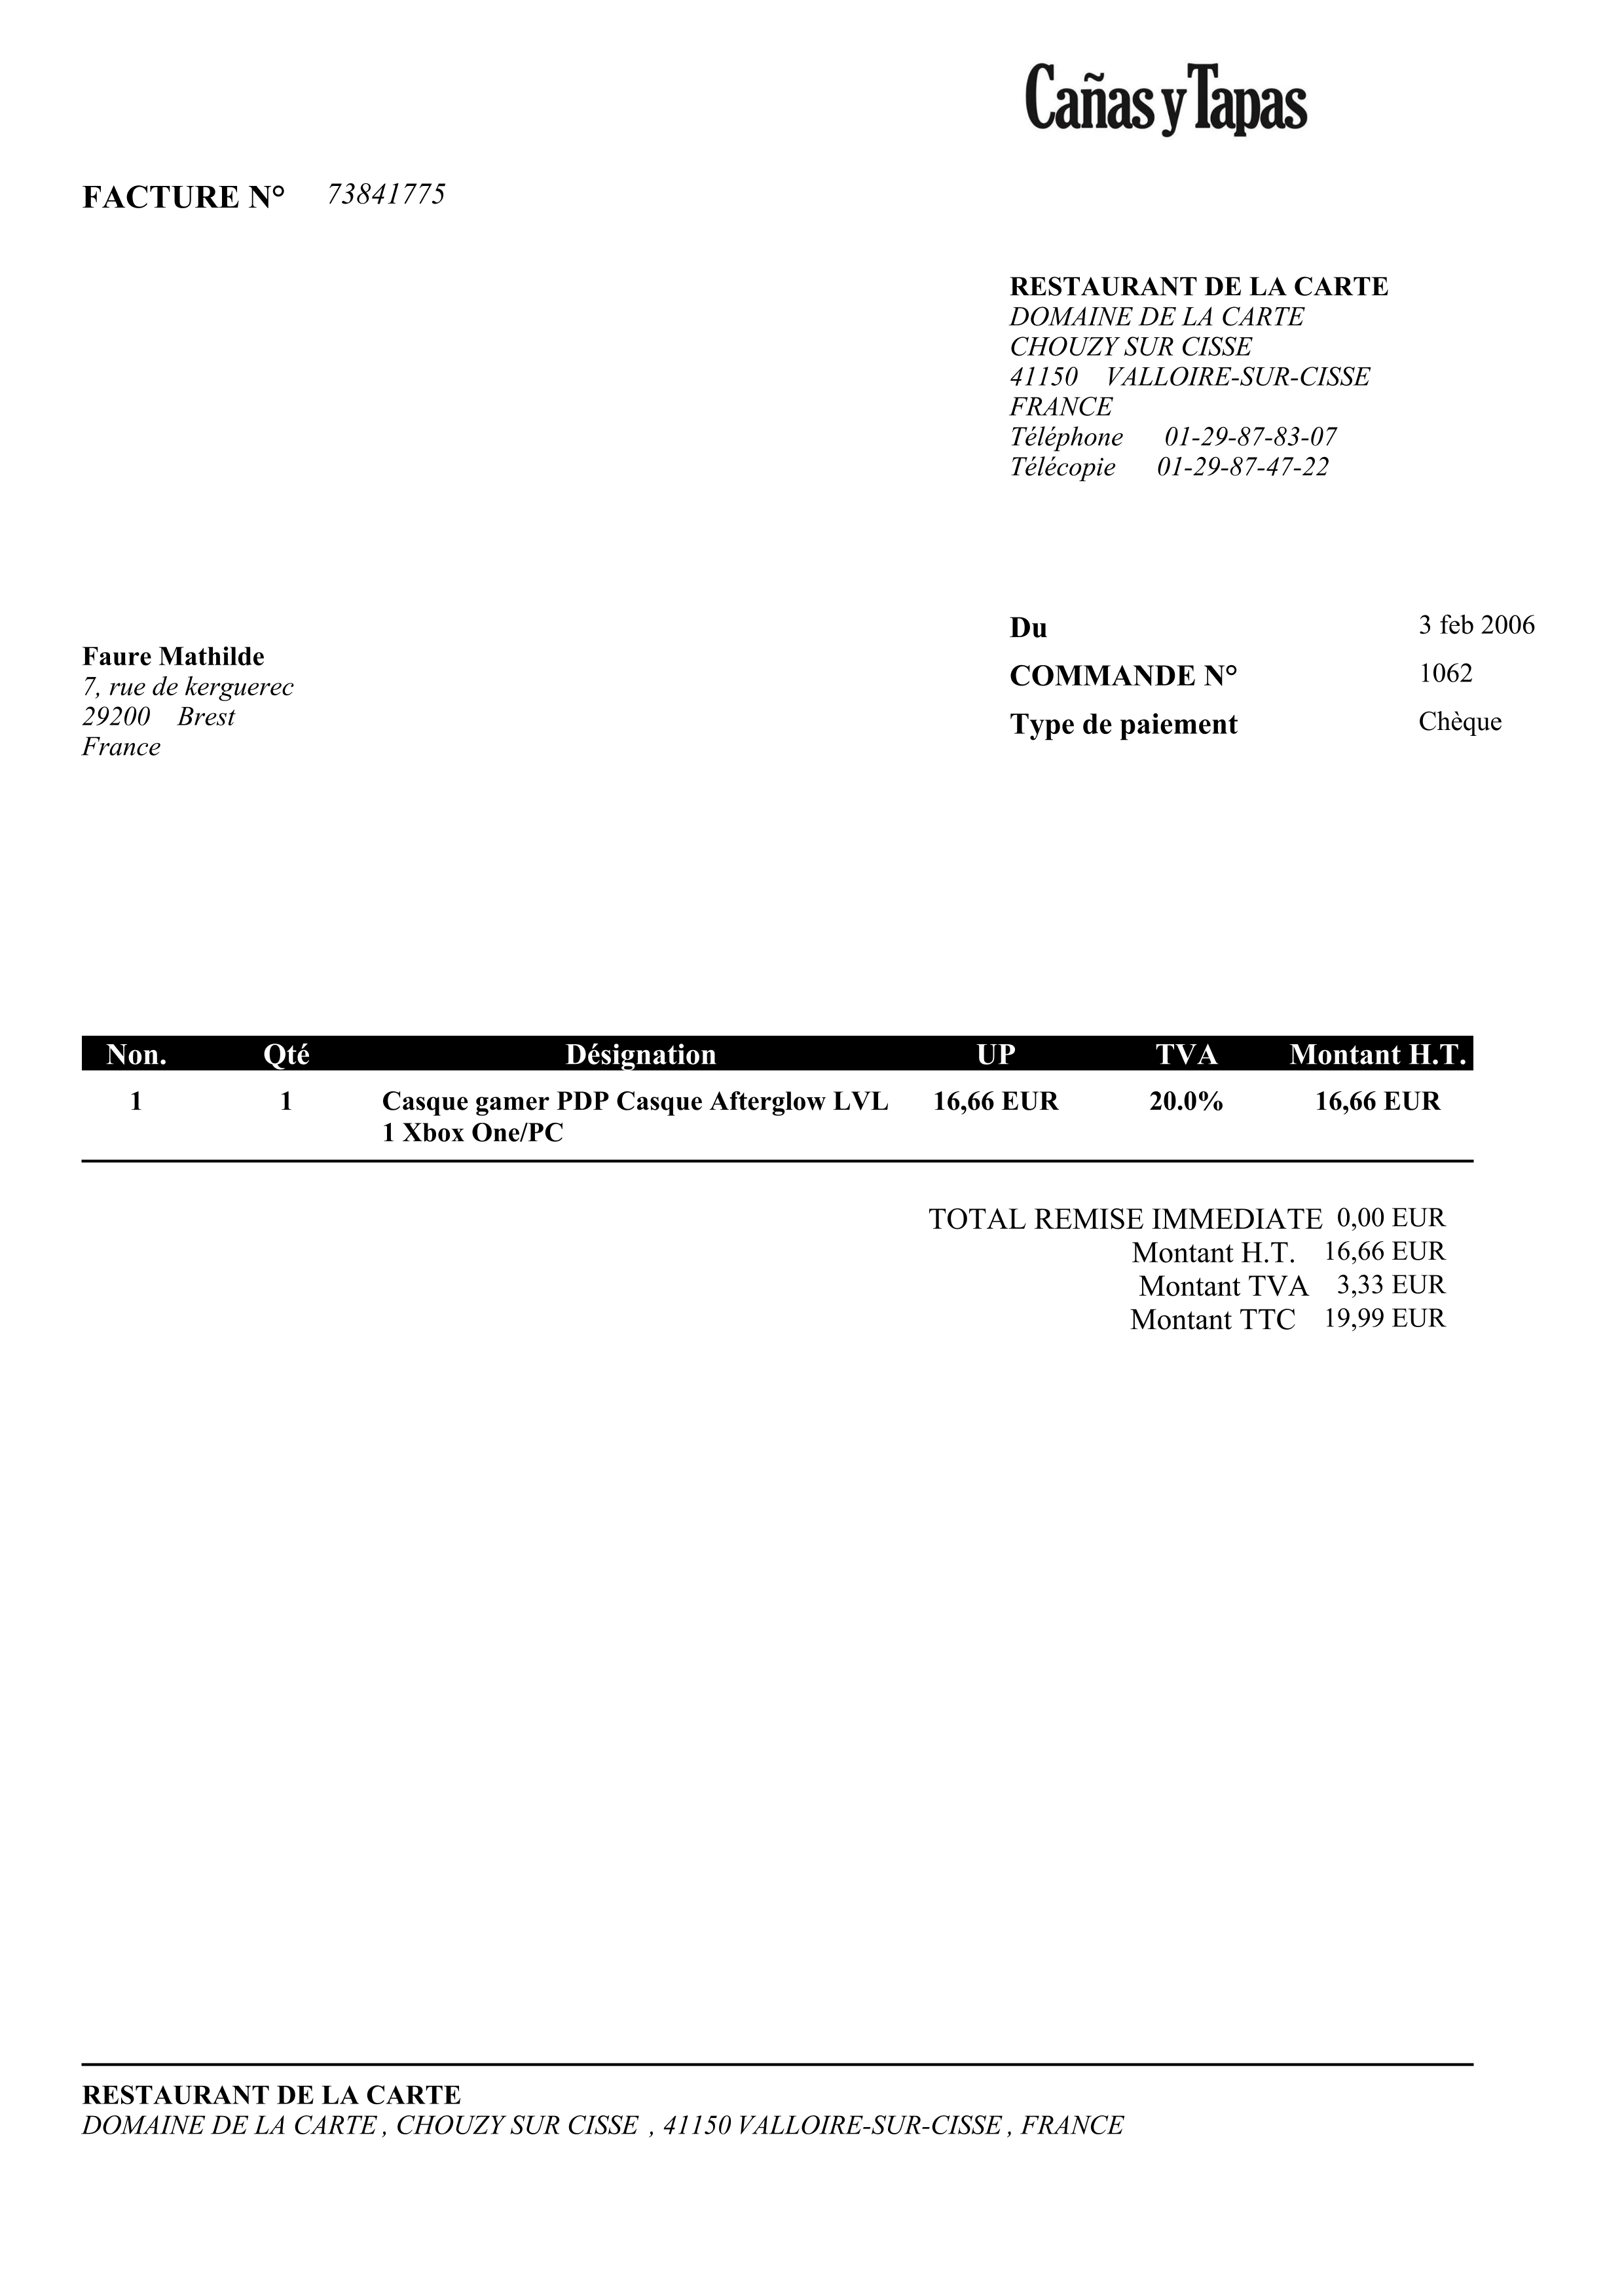 Cañas y Tapas
FACTURE N° 73841775
RESTAURANT DE LA CARTE
DOMAINE DE LA CARTE
CHOUZY SUR CISSE
41150 VALLOIRE-SUR-CISSE
FRANCE
Téléphone 01-29-87-83-07
Télécopie 01-29-87-47-22
Du 3 feb 2006
COMMANDE N° 1062
Type de paiement Chèque
Faure Mathilde
7, rue de kerguerec
29200 Brest
France
Non. Qté Désignation UP TVA Montant H.T.
1 1 Casque gamer PDP Casque Afterglow LVL 16,66 EUR 20.0% 16,66 EUR
1 Xbox One/PC
TOTAL REMISE IMMEDIATE 0,00 EUR
Montant H.T. 16,66 EUR
Montant TVA 3,33 EUR
Montant TTC 19,99 EUR
RESTAURANT DE LA CARTE
DOMAINE DE LA CARTE , CHOUZY SUR CISSE , 41150 VALLOIRE-SUR-CISSE , FRANCE